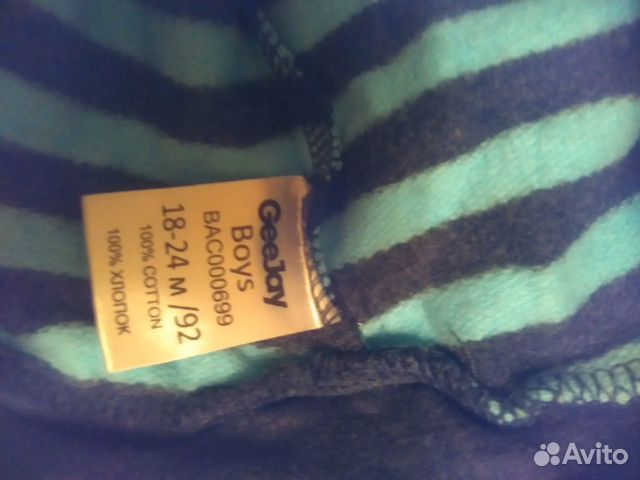 GeeJay
Boys
BAC000699
18-24 м /92
100% COTTON
100% ХЛОПОК
Avito